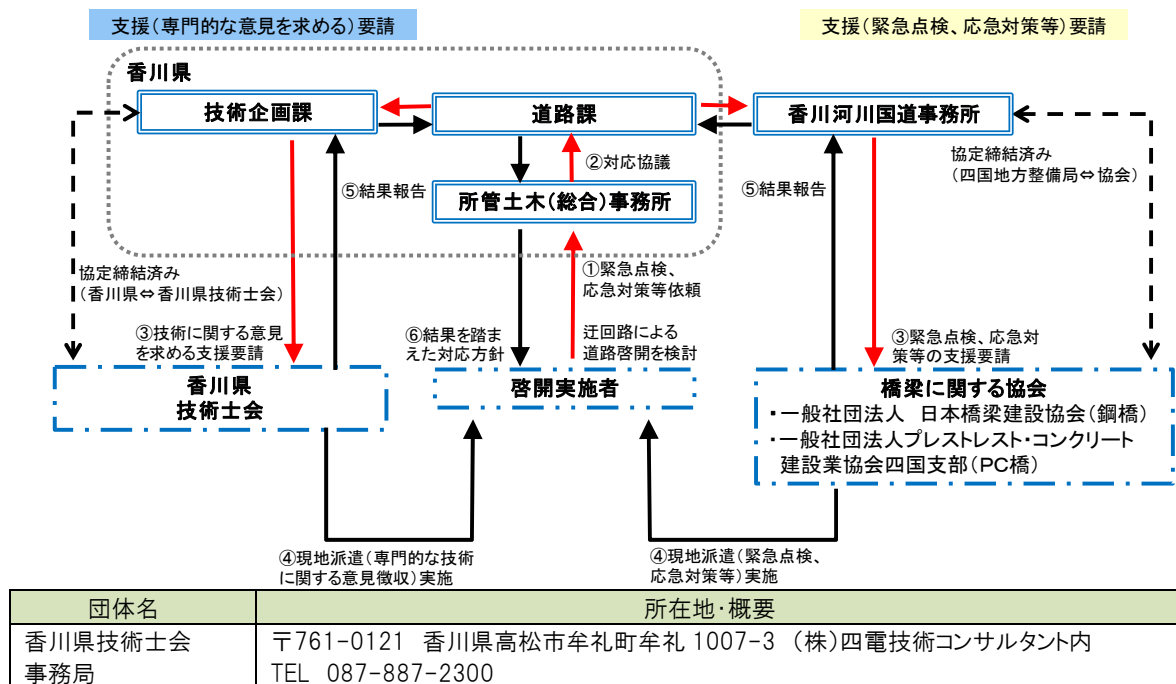 支援（専門的な意見を求める）要請
支援（緊急点検、応急対策等）要請
香川県
技術企画課
道路課
香川河川国道事務所
②対応協議
協定締結済み
（四国地方整備局⇔協会）
⑤結果報告
⑤結果報告
所管土木（総合）事務所
協定締結済み
（香川県⇔香川県技術士会）
①緊急点検、
応急対策等依頼
③技術に関する意見
を求める支援要請
⑥結果を踏ま
えた対応方針
迂回路による
道路啓開を検討
③緊急点検、応急対
策等の支援要請
香川県
技術士会
啓開実施者
橋梁に関する協会
・一般社団法人　日本橋梁建設協会（鋼橋）
・一般社団法人プレストレスト・コンクリート
建設業協会四国支部（PC橋）
④現地派遣（専門的な技術
に関する意見徴収）実施
④現地派遣（緊急点検、
応急対策等）実施
団体名
所在地・概要
香川県技術士会
事務局
〒761-0121　香川県高松市牟礼町牟礼 1007-3　（株）四電技術コンサルタント内
TEL 087-887-2300